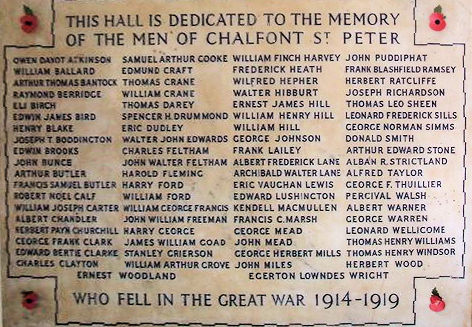 THIS HALL IS DEDICATED TO THE MEMORY
OF THE MEN OF CHALFONT ST. PETER
OWEN DAYOT ATKINSON SAMUEL ARTHUR COOKE WILLIAM FINCH HARVEY JOHN PUDDIPHAT
WILLIAM BALLARD EDMUND CRAFT FREDERICK HEATH FRANK BLASHFIELD RAMSEY
ARTHUR THOMAS BANTOCK THOMAS CRANE WILFRED HEPHER HERBERT RATCLIFFE
RAYMOND BERRIDGE WILLIAM CRANE WALTER HIBBURT JOSEPH RICHARDSON
ELI BIRCH THOMAS DAREY ERNEST JAMES HILL THOMAS LEO SHEEN
EDWIN JAMES BIRD SPENCER H. DRUMMOND WILLIAM HENRY HILL LEONARD FREDERICK SILS
HENRY BLAKE ERIC DUDLEY WILLIAM HILL GEORGE NORMAN SIMMS
JOSEPH T. BODDINGTON WALTER JOHN EDWARDS GEORGE JOHNSON DONALD SMITH
EDWIN BROOKS CHARLES FELTHAM FRANK LAILEY ARTHUR EDWARD STONE
JOHN BUNCE JOHN WALTER FELTHAM ALBERT FREDERICK LANE ALBAN R. STRICTLAND
ARTHUR BUTLER HAROLD FLEMING ARCHIBALD WALTER LANE ALFRED TAYLOR
FRANCIS SAMUEL BUTLER HARRY FORD ERIC VAUGHAN LEWIS GEORGE F. THUILLIER
ROBERT NOEL CALF WILLIAM FORD EDWARD LUSHINGTON PERCIVAL WALSH
WILLIAM JOSEPH CARTER WILLIAM GEORGE FRANCIS KENDELL MACMULLEN ALBERT WARNER
ALBERT CHANDLER JOHN WILLIAM FREEMAN FRANCIS C. MARSH GEORGE WARREN
HERBERT PAYN CHURCHILL HARRY GEORGE GEORGE MEAD LEONARD WELLICOME
GEORGE FRANK CLARK JAMES WILLIAM GOAD JOHN MEAD THOMAS HENRY WILLIAMS
EDWARD BERTIE CLARKE STANLEY GRIERSON GEORGE HERBERT MILLS THOMAS HENRY WINDSOR
CHARLES CLAYTON WILLIAM ARTHUR GROVE JOHN MILES HERBERT WOOD
ERNEST WOODLAND EGERTON LOWNDES WRIGHT
WHO FELL IN THE GREAT WAR 1914-1919